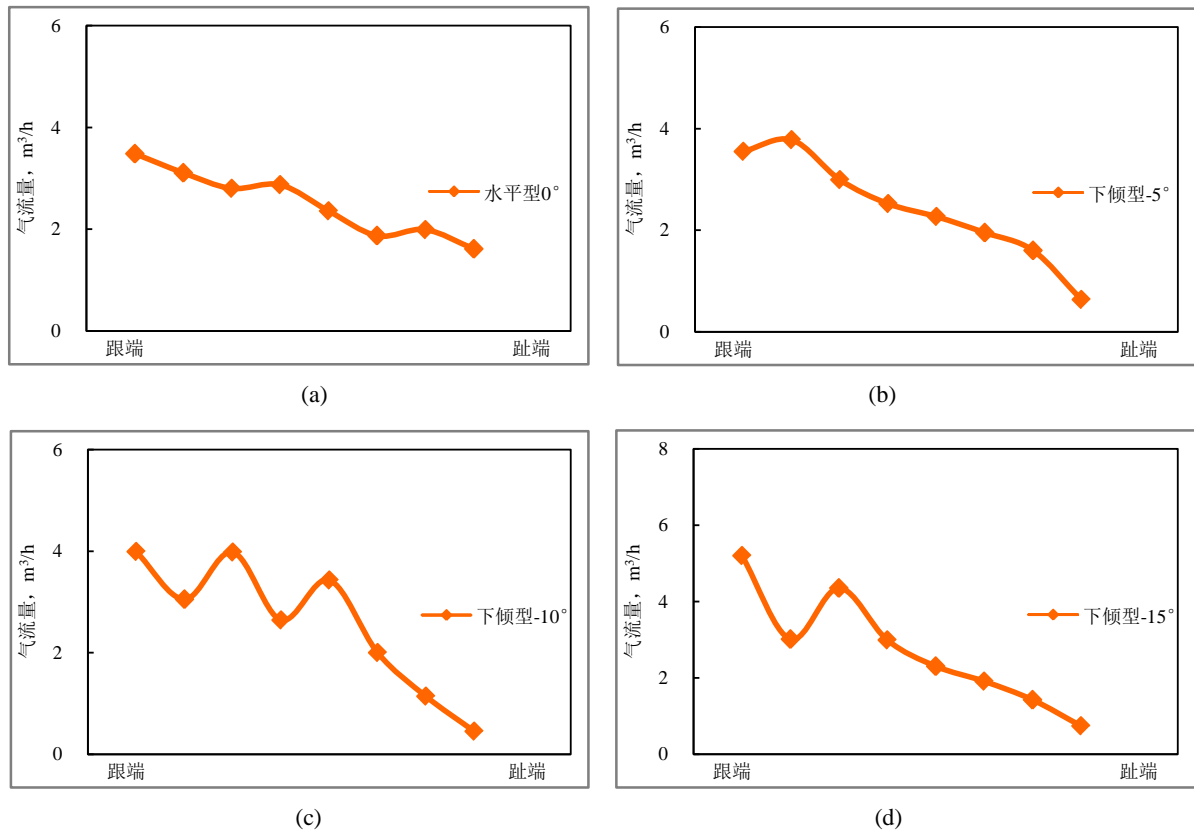 6
4
2
0
气流量，m³/h
水平型0°
跟端
趾端
(a)
6
4
2
0
气流量，m³/h
下倾型-5°
跟端
趾端
(b)
6
4
2
0
气流量，m³/h
下倾型-10°
跟端
趾端
(c)
8
6
4
2
0
气流量，m³/h
下倾型-15°
跟端
趾端
(d)